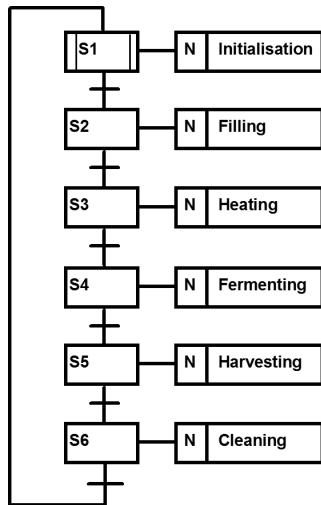 S1 N Initialisation
S2 N Filling
S3 N Heating
S4 N Fermenting
S5 N Harvesting
S6 N Cleaning